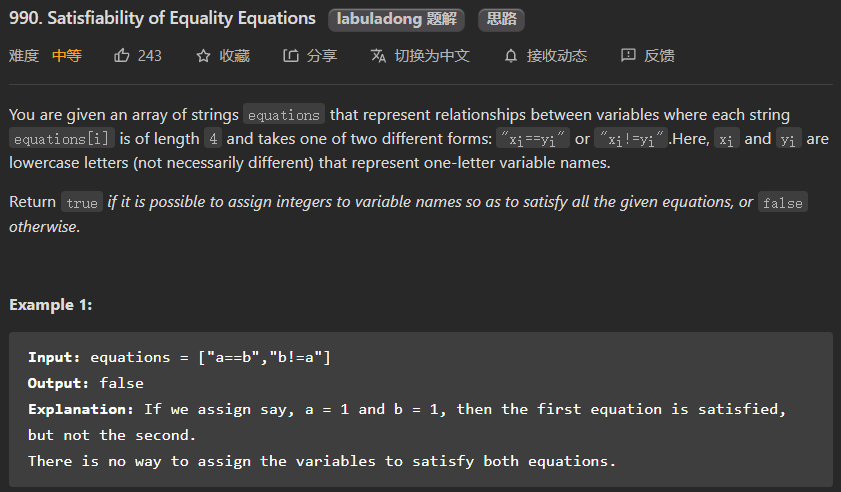 990. Satisfiability of Equality Equations labuladong 题解 思路
难度 中等 243 收藏 分享 切换为中文 接收动态 反馈
You are given an array of strings equations that represent relationships between variables where each string
equations[i] is of length 4 and takes one of two different forms: "xi==yi" or "xi!=yi".Here, xi and yi are
lowercase letters (not necessarily different) that represent one-letter variable names.
Return true if it is possible to assign integers to variable names so as to satisfy all the given equations, or false
otherwise.
Example 1:
Input: equations = ["a==b","b!=a"]
Output: false
Explanation: If we assign say, a = 1 and b = 1, then the first equation is satisfied,
but not the second.
There is no way to assign the variables to satisfy both equations.